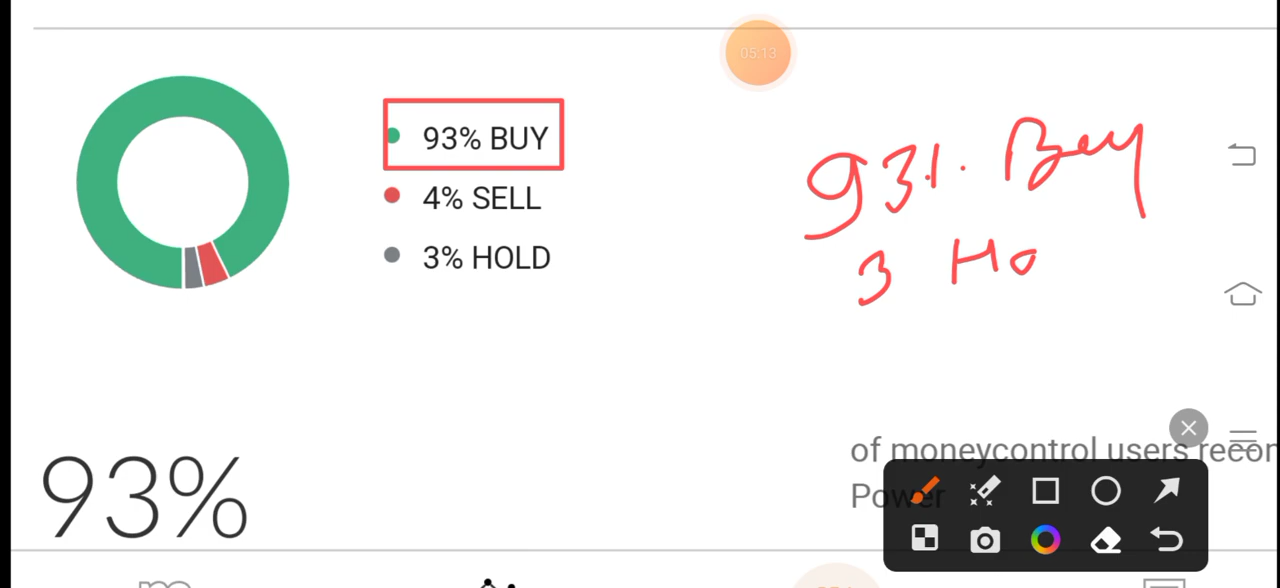 05:13
93% BUY
4% SELL
3% HOLD
93% Buy
3 Ho
93%
of moneycontrol users recon
Power